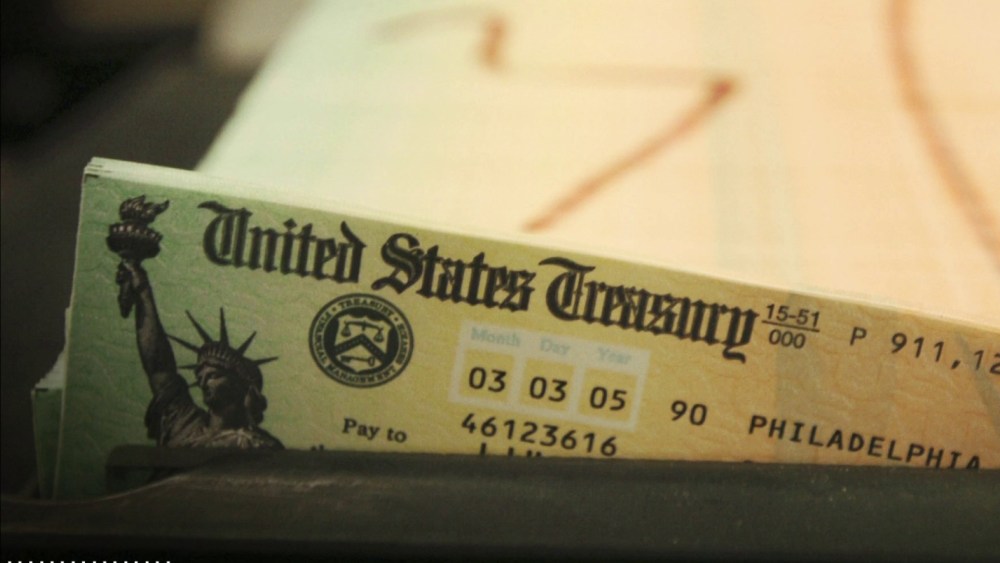 United States Treasury
15-51
000
P 911,12
Month Day Year
03 03 05
90 PHILADELPHIA
Pay to
46123616